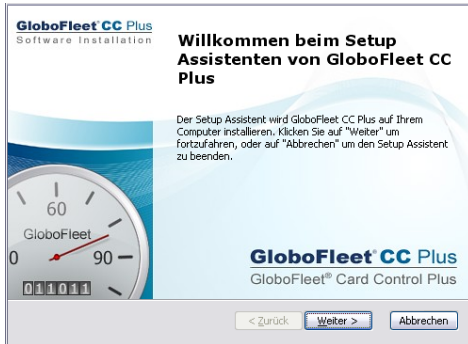 GloboFleet® CC Plus
Software Installation
Willkommen beim Setup
Assistenten von GloboFleet CC
Plus
Der Setup Assistent wird GloboFleet CC Plus auf Ihrem
Computer installieren. Klicken Sie auf "Weiter" um
fortzufahren, oder auf "Abbrechen" um den Setup Assistent
zu beenden.
60
GloboFleet
0
90
011011
GloboFleet® CC Plus
GloboFleet® Card Control Plus
< Zurück
Weiter >
Abbrechen